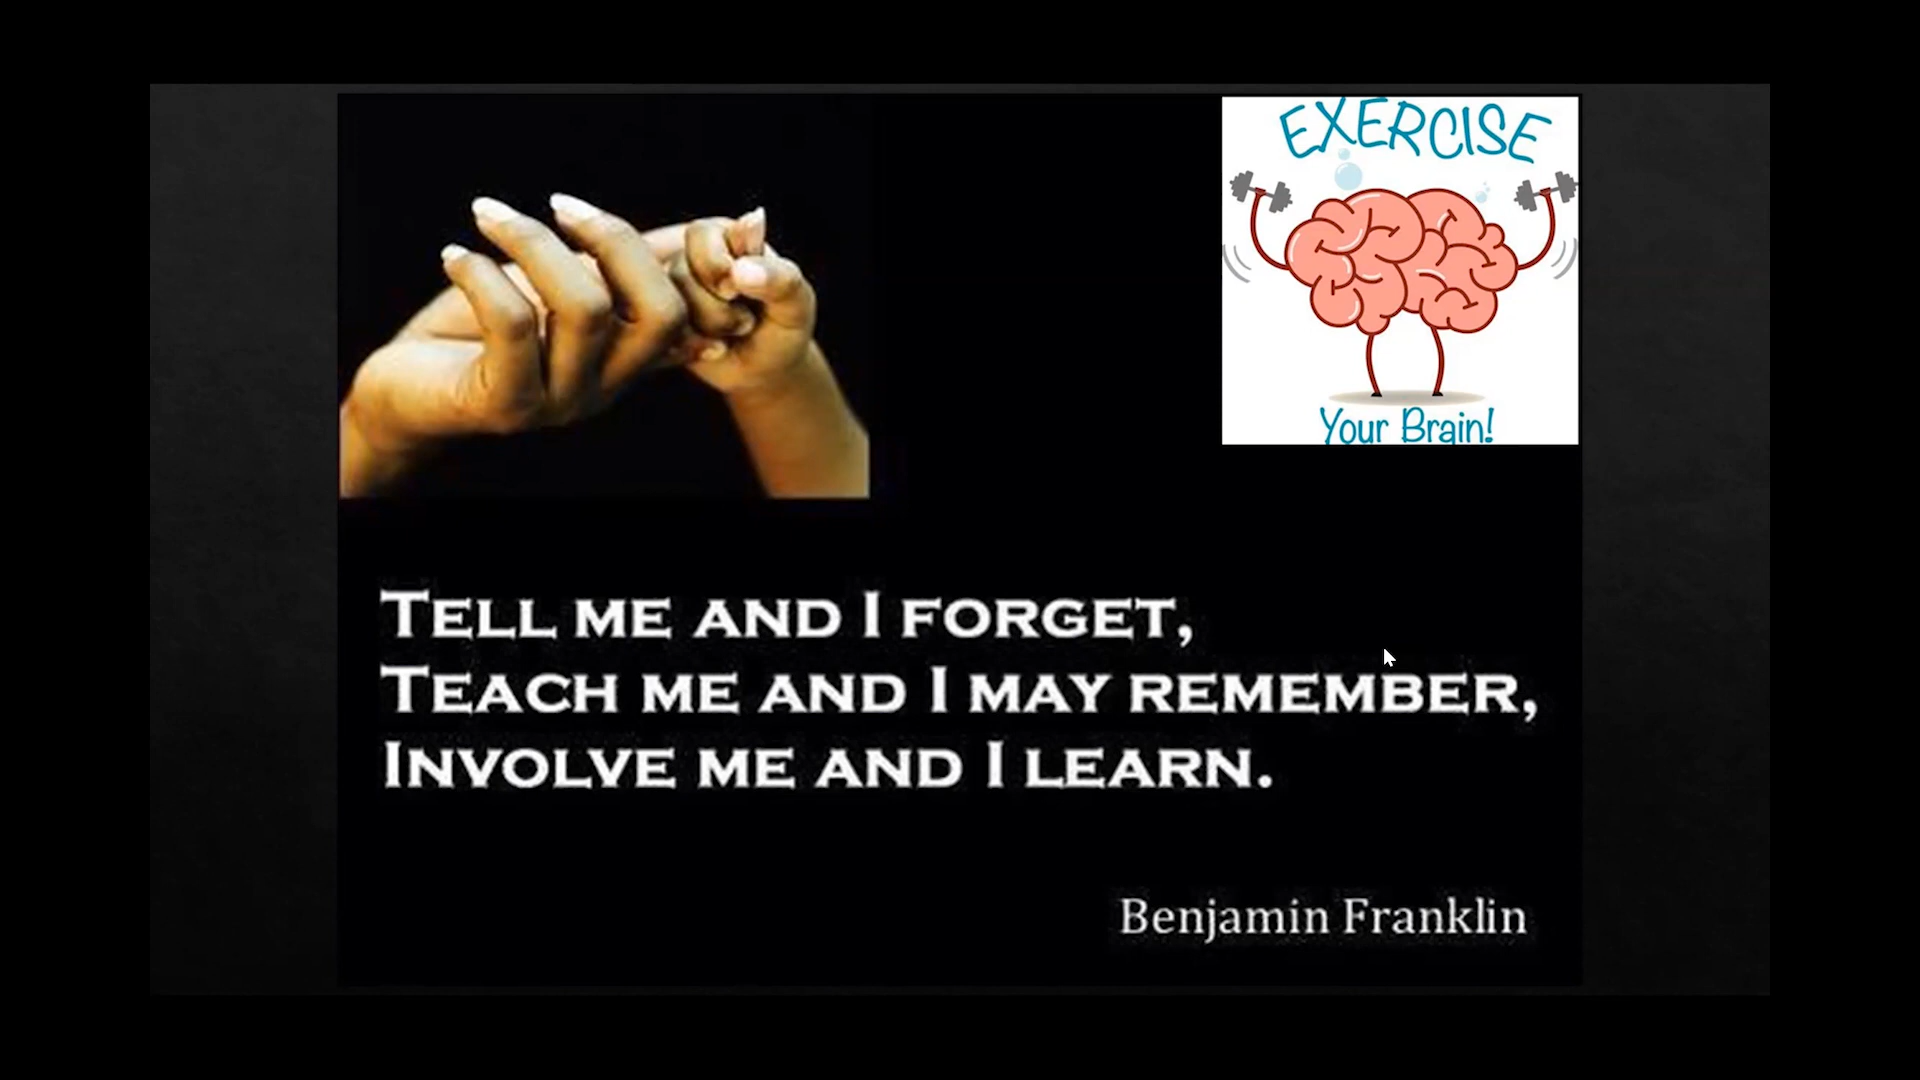 EXERCISE
Your Brain!
TELL ME AND I FORGET,
TEACH ME AND I MAY REMEMBER,
INVOLVE ME AND I LEARN.
Benjamin Franklin